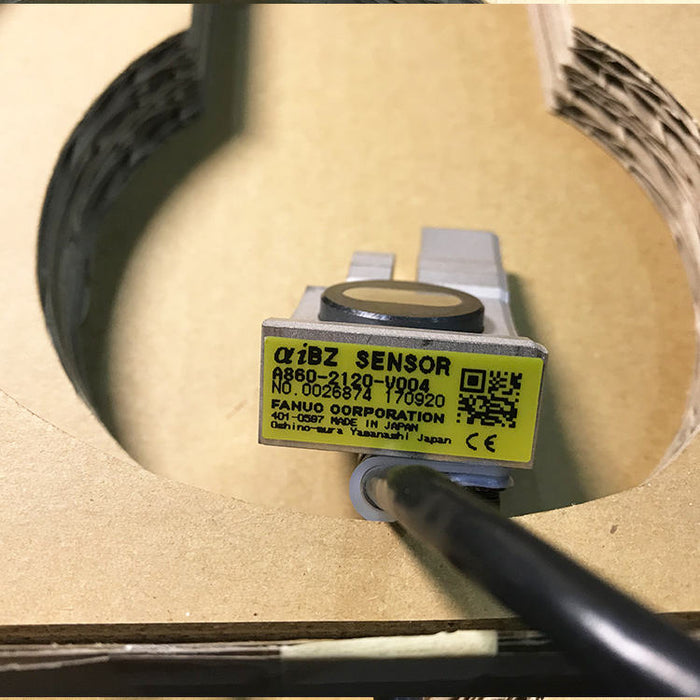 αiBZ SENSOR
A860-2120-V004
NO.0026874 170920
FANUC CORPORATION
401-0597 MADE IN JAPAN
Oshino-mura Yamanashi Japan
CE